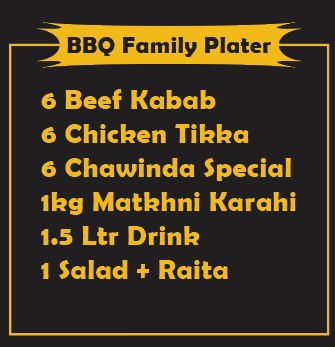 BBQ Family Plater
6 Beef Kabab
6 Chicken Tikka
6 Chawinda Special
1kg Matkhni Karahi
1.5 Ltr Drink
1 Salad + Raita